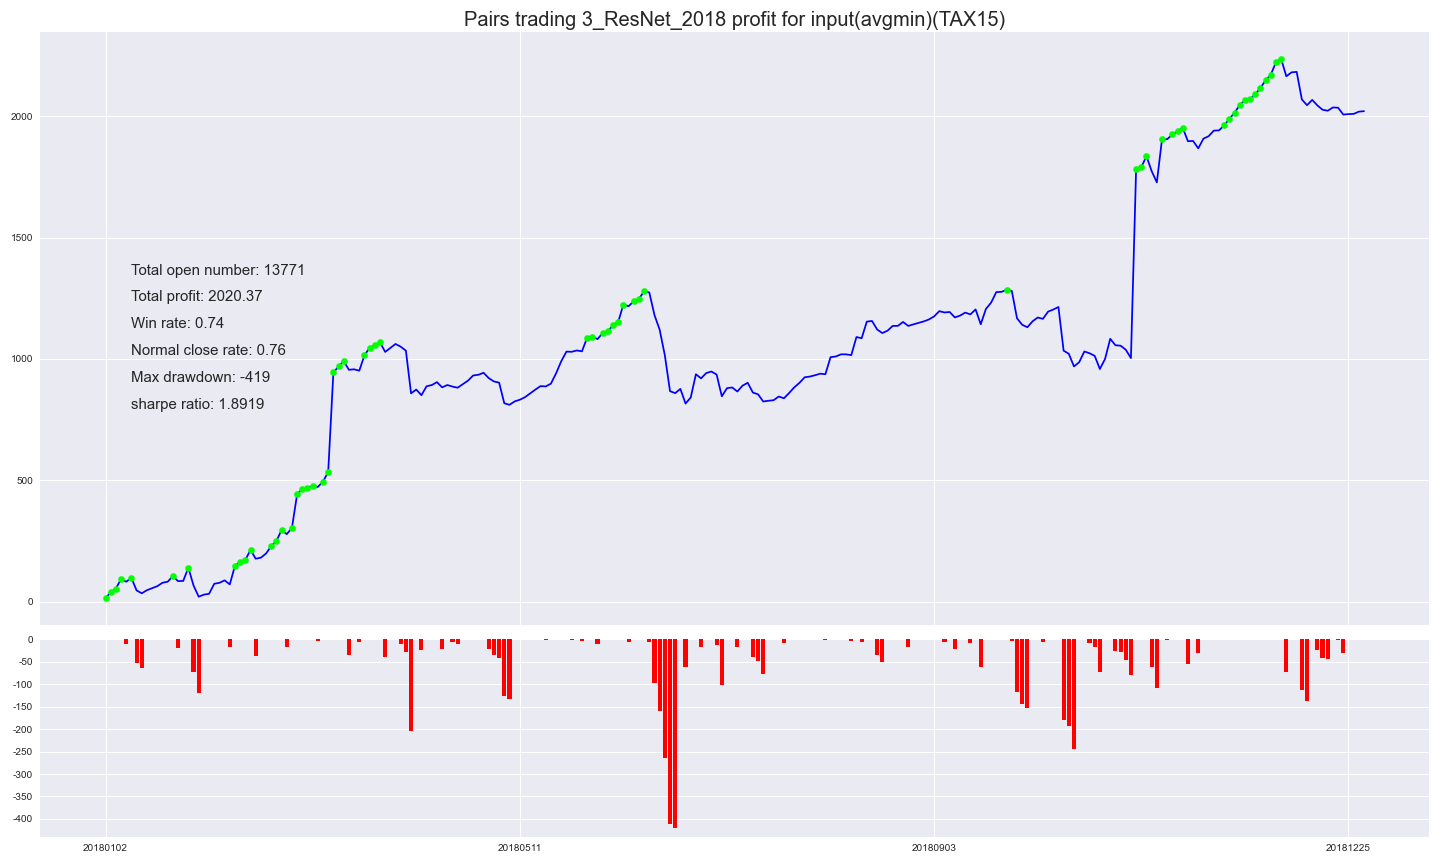 Pairs trading 3_ResNet_2018 profit for input(avgmin)(TAX15)
2000
1500
1000
500
0
Total open number: 13771
Total profit: 2020.37
Win rate: 0.74
Normal close rate: 0.76
Max drawdown: -419
sharpe ratio: 1.8919
0
-50
-100
-150
-200
-250
-300
-350
-400
20180102 20180511 20180903 20181225